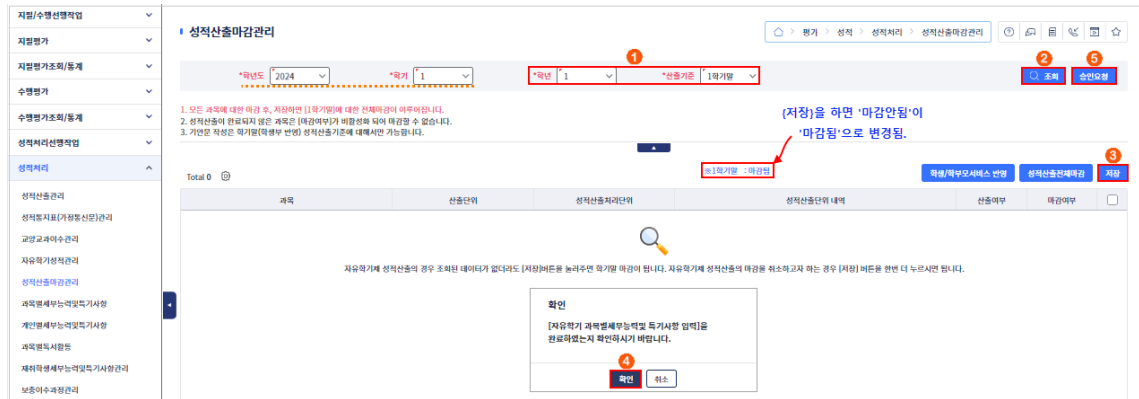 지필/수행선행작업
지필평가
지필평가조회/통계
수행평가
수행평가조회/통계
성적처리선행작업
성적처리
성적산출관리
성적통지표(가정통신문)관리
교양교과이수관리
자유학기성적관리
성적산출마감관리
과목별세부능력및특기사항
개인별세부능력및특기사항
과목별독서활동
재취학생세부능력및특기사항관리
보충이수과정관리
성적산출마감관리
평가 > 성적 > 성적처리 > 성적산출마감관리
1
2
5
*학년도 2024 *학기 1 *학년 1 *산출기준 1학기말
조회 승인요청
1. 모든 과목에 대한 마감 후, 저장하면 [1학기말]에 대한 전체마감이 이루어집니다.
2. 성적산출이 완료되지 않은 과목은 [마감여부]가 비활성화 되어 마감할 수 없습니다.
3. 기안문 작성은 학기말(학생부 반영) 성적산출기준에 대해서만 가능합니다.
{저장}을 하면 '마감안됨'이
'마감됨'으로 변경됨.
3
Total 0
※1학기말 : 마감됨
학생/학부모서비스 반영 성적산출전체마감 저장
과목 산출단위 성적산출처리단위 성적산출단위 내역 산출여부 마감여부
자유학기제 성적산출의 경우 조회된 데이터가 없더라도 [저장]버튼을 눌러주면 학기말 마감이 됩니다. 자유학기제 성적산출의 마감을 취소하고자 하는 경우 [저장] 버튼을 한번 더 누르시면 됩니다.
확인
[자유학기 과목별세부능력및 특기사항 입력]을
완료하였는지 확인하시기 바랍니다.
4
확인 취소